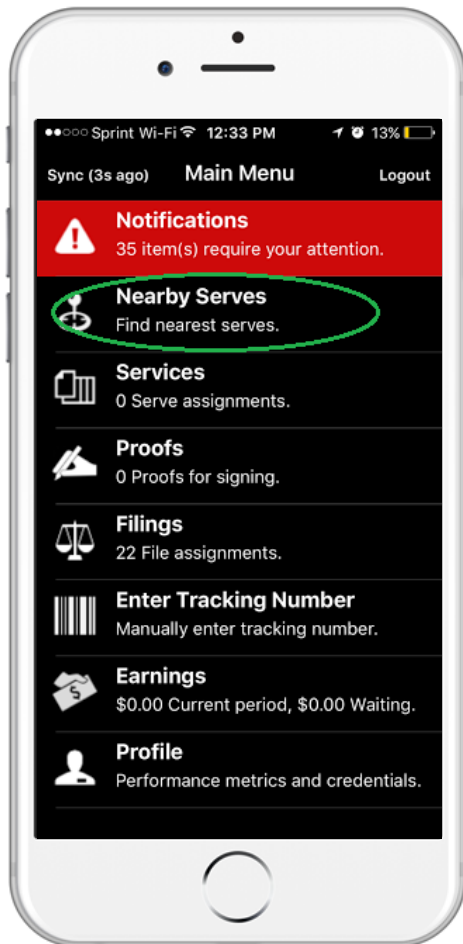 Sprint Wi-Fi 12:33 PM 13%
Sync (3s ago) Main Menu Logout
Notifications
35 item(s) require your attention.
Nearby Serves
Find nearest serves.
Services
0 Serve assignments.
Proofs
0 Proofs for signing.
Filings
22 File assignments.
Enter Tracking Number
Manually enter tracking number.
Earnings
$0.00 Current period, $0.00 Waiting.
Profile
Performance metrics and credentials.